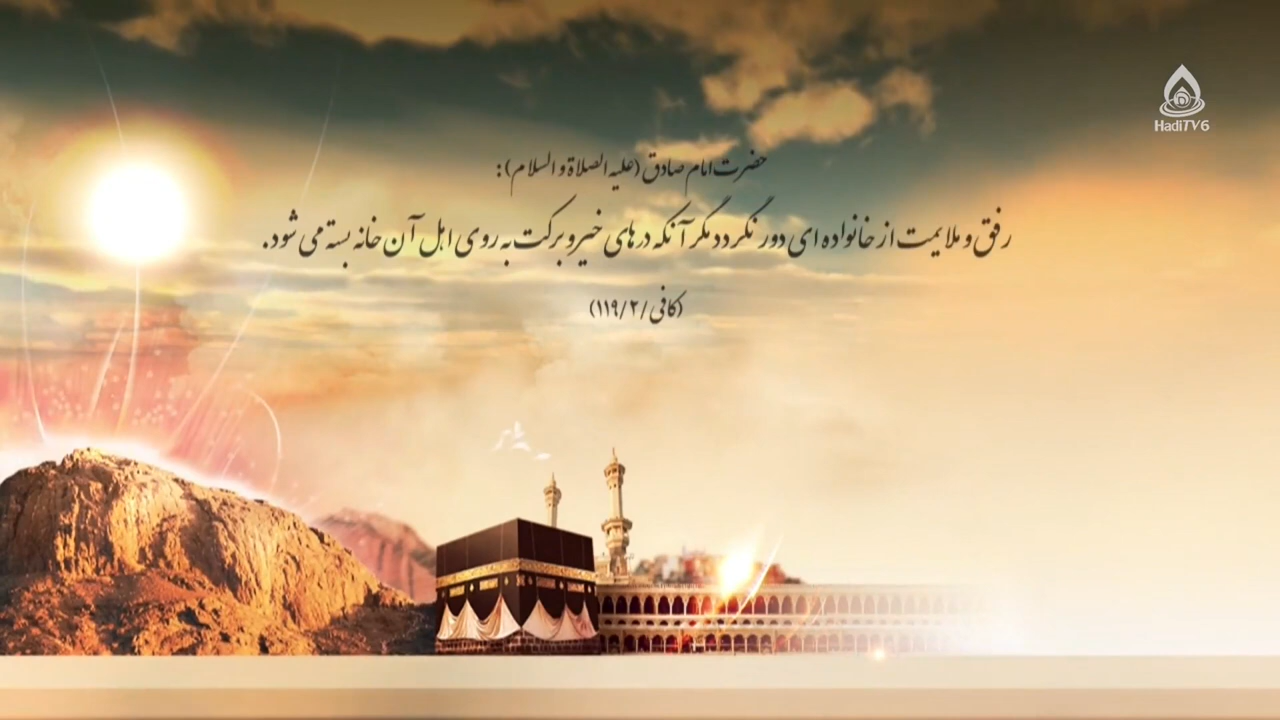 HadiTV6
حضرت امام صادق (علیه الصلاة و السلام):
رفق و ملایمت از خانواده ای دور نگردد مگر آنکه درهای خیر و برکت به روی اهل آن خانه بسته می شود.
(کافی/۲/۱۱۹)